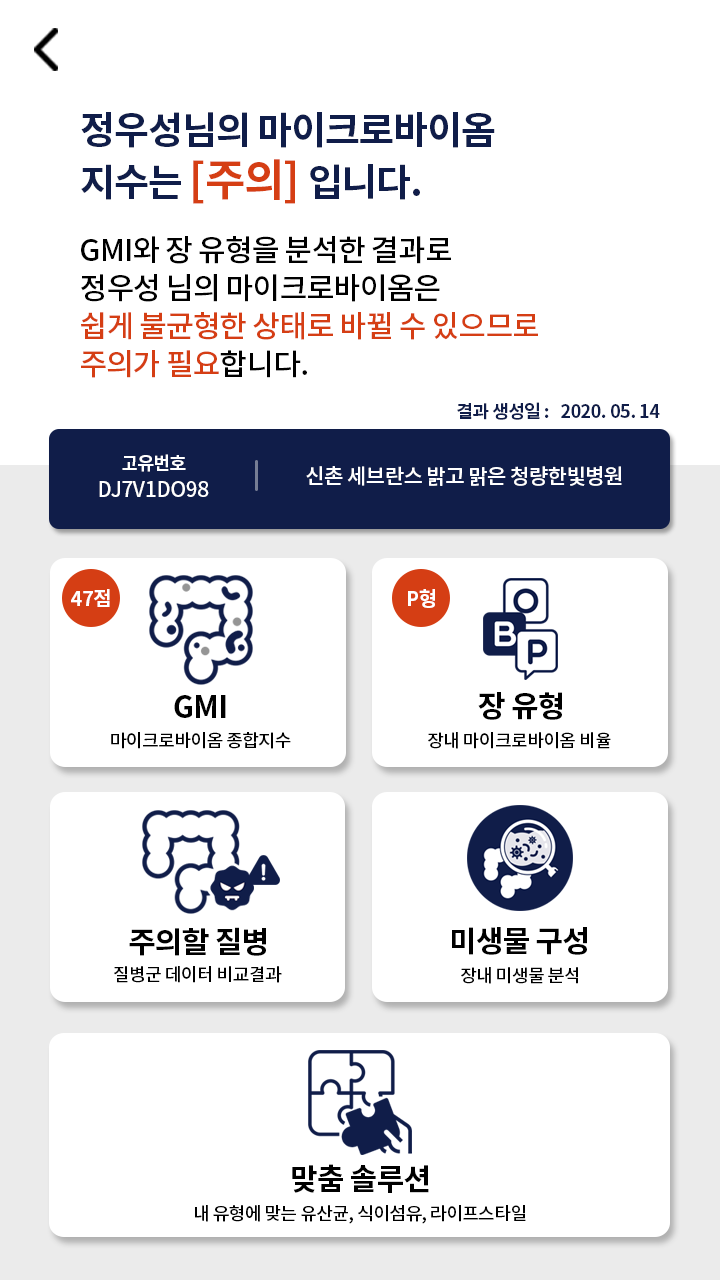 정우성님의 마이크로바이옴
지수는 [주의] 입니다.
GMI와 장 유형을 분석한 결과로
정우성 님의 마이크로바이옴은
쉽게 불균형한 상태로 바뀔 수 있으므로
주의가 필요합니다.
결과 생성일 : 2020. 05. 14
고유번호
DJ7V1DO98
신촌 세브란스 밝고 맑은 청량한빛병원
47점
GMI
마이크로바이옴 종합지수
P형
O
B
P
장 유형
장내 마이크로바이옴 비율
주의할 질병
질병군 데이터 비교결과
미생물 구성
장내 미생물 분석
맞춤 솔루션
내 유형에 맞는 유산균, 식이섬유, 라이프스타일